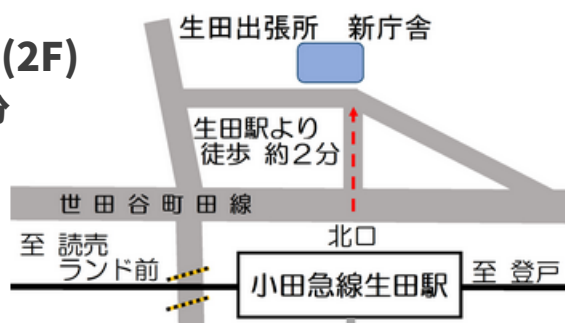 生田出張所　新庁舎
(2F)
分
生田駅より
徒歩 約2分
世田谷町田線
北口
至 読売
ランド前
小田急線生田駅
至 登戸